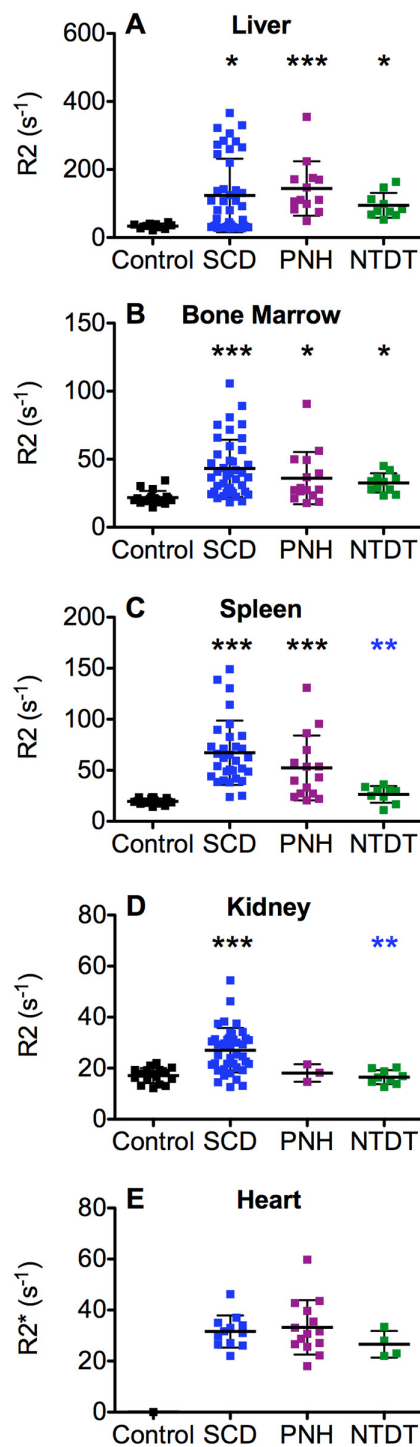 A Liver
600
* *** *
400
R2 (s-1)
200
0
Control SCD PNH NTDT
B Bone Marrow
150
*** * *
100
R2 (s-1)
50
0
Control SCD PNH NTDT
C Spleen
200
*** *** **
150
R2 (s-1)
100
50
0
Control SCD PNH NTDT
D Kidney
80
*** **
60
R2 (s-1)
40
20
0
Control SCD PNH NTDT
E Heart
80
60
R2* (s-1)
40
20
0
Control SCD PNH NTDT